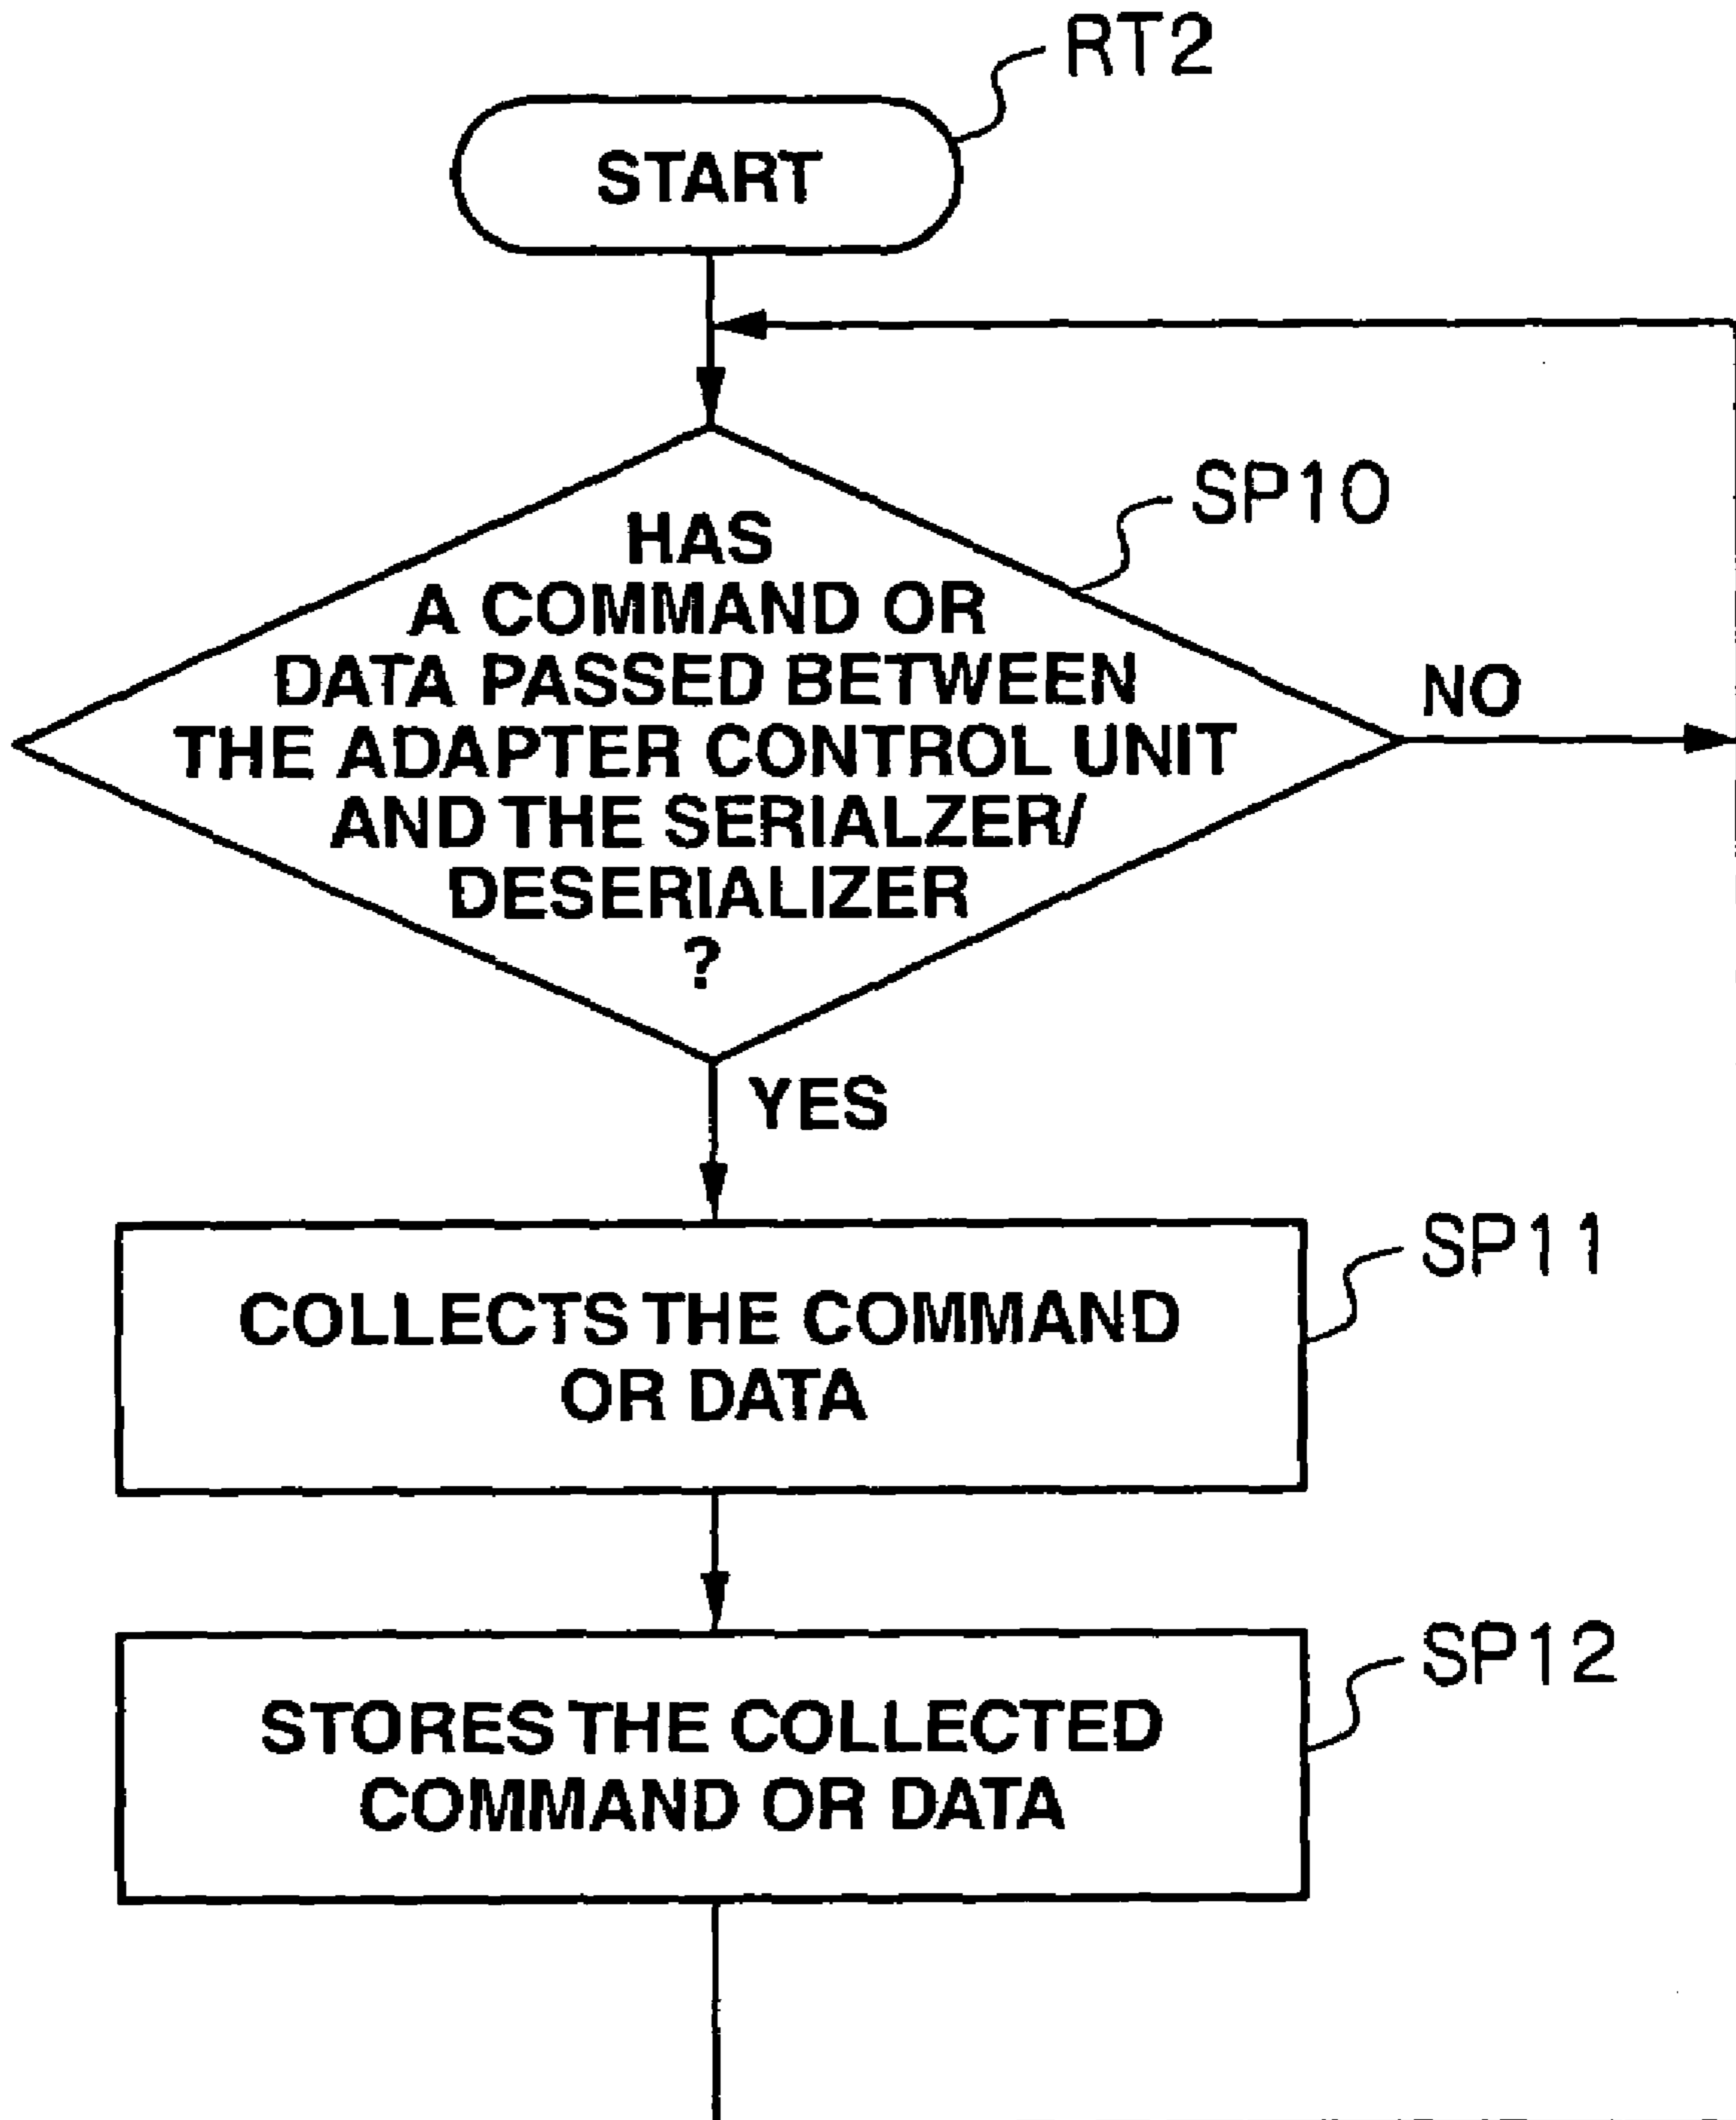 RT2
START
SP10
HAS
A COMMAND OR
DATA PASSED BETWEEN
THE ADAPTER CONTROL UNIT
AND THE SERIALZER/
DESERIALIZER
?
NO
YES
SP11
COLLECTS THE COMMAND
OR DATA
SP12
STORES THE COLLECTED
COMMAND OR DATA